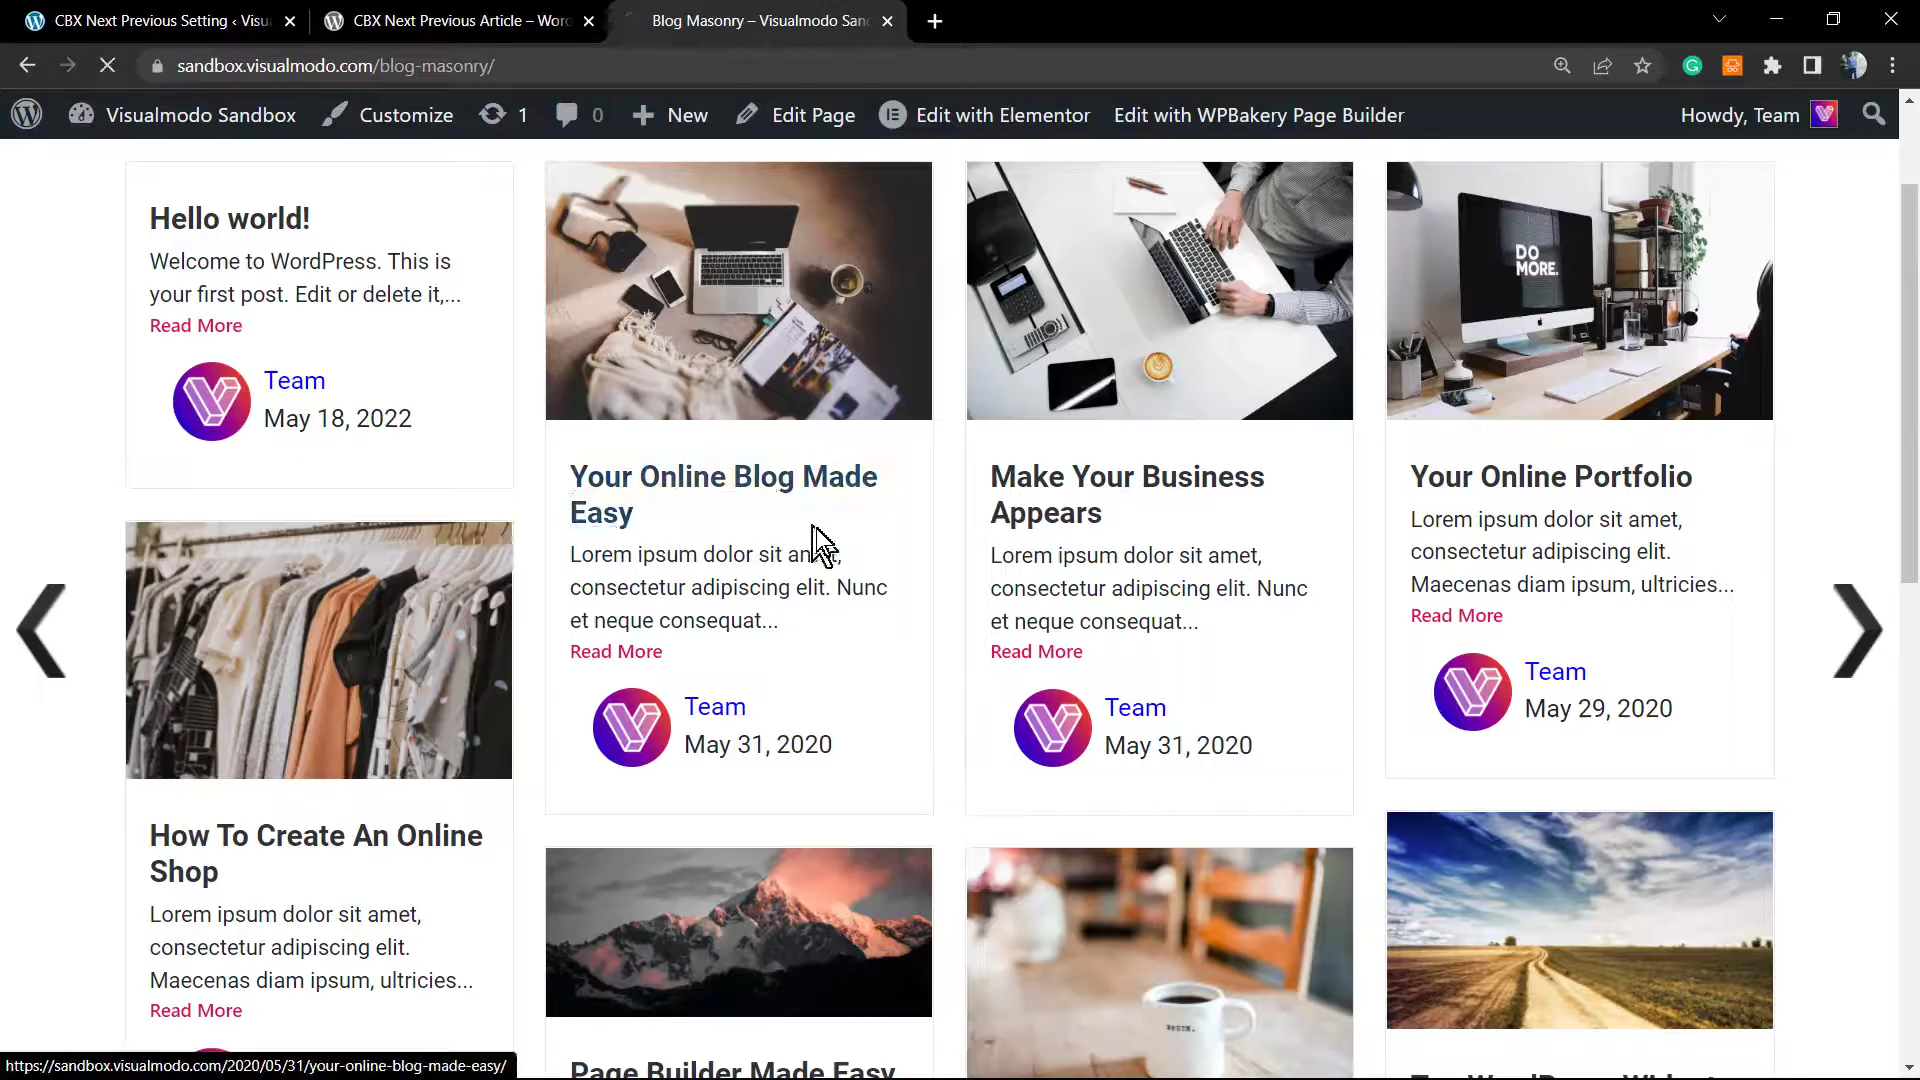 CBX Next Previous Setting ‹ Visu
CBX Next Previous Article – Wor
Blog Masonry – Visualmodo San
sandbox.visualmodo.com/blog-masonry/
Visualmodo Sandbox
Customize
1
0
New
Edit Page
Edit with Elementor
Edit with WPBakery Page Builder
Howdy, Team
Hello world!
Welcome to WordPress. This is
your first post. Edit or delete it,...
Read More
Team
May 18, 2022
How To Create An Online
Shop
Lorem ipsum dolor sit amet,
consectetur adipiscing elit.
Maecenas diam ipsum, ultricies...
Read More
Your Online Blog Made
Easy
Lorem ipsum dolor sit amet,
consectetur adipiscing elit. Nunc
et neque consequat...
Read More
Team
May 31, 2020
Page Builder Made Easy
Make Your Business
Appears
Lorem ipsum dolor sit amet,
consectetur adipiscing elit. Nunc
et neque consequat...
Read More
Team
May 31, 2020
BEGIN.
DO
MORE.
Your Online Portfolio
Lorem ipsum dolor sit amet,
consectetur adipiscing elit.
Maecenas diam ipsum, ultricies...
Read More
Team
May 29, 2020
https://sandbox.visualmodo.com/2020/05/31/your-online-blog-made-easy/